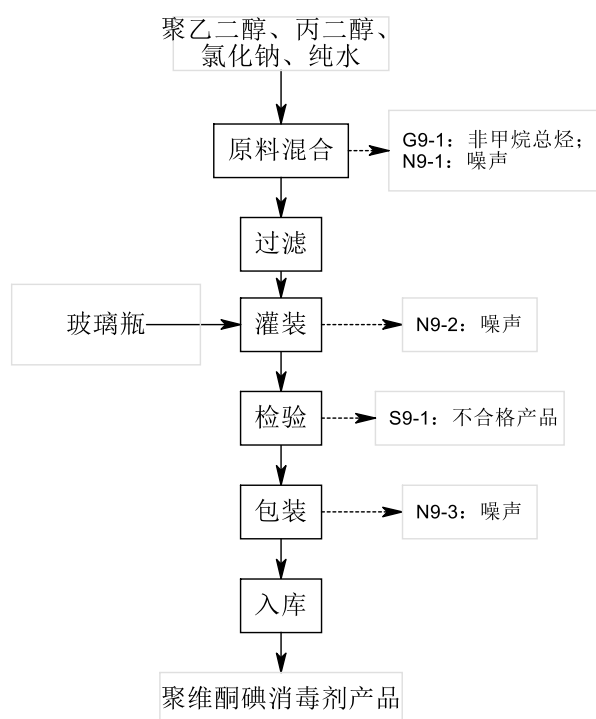 聚乙二醇、丙二醇、
氯化钠、纯水
原料混合
G9-1：非甲烷总烃；
N9-1：噪声
过滤
玻璃瓶
灌装
N9-2：噪声
检验
S9-1：不合格产品
包装
N9-3：噪声
入库
聚维酮碘消毒剂产品